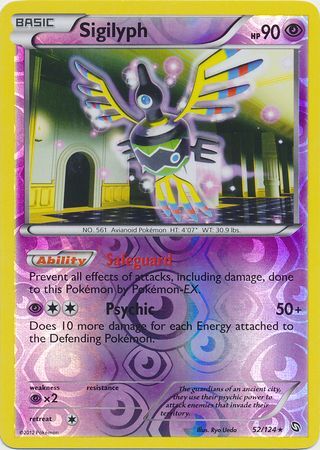 BASIC
Sigilyph
HP 90
NO. 561 Avianoid Pokémon HT: 4'07" WT: 30.9 lbs.
Ability Safeguard
Prevent all effects of attacks, including damage, done
to this Pokémon by Pokémon-EX.
Psychic 50+
Does 10 more damage for each Energy attached to
the Defending Pokémon.
weakness resistance
×2
The guardians of an ancient city,
they use their psychic power to
attack enemies that invade their
territory.
retreat
©2012 Pokémon
Illus. Ryo Ueda
52/124★